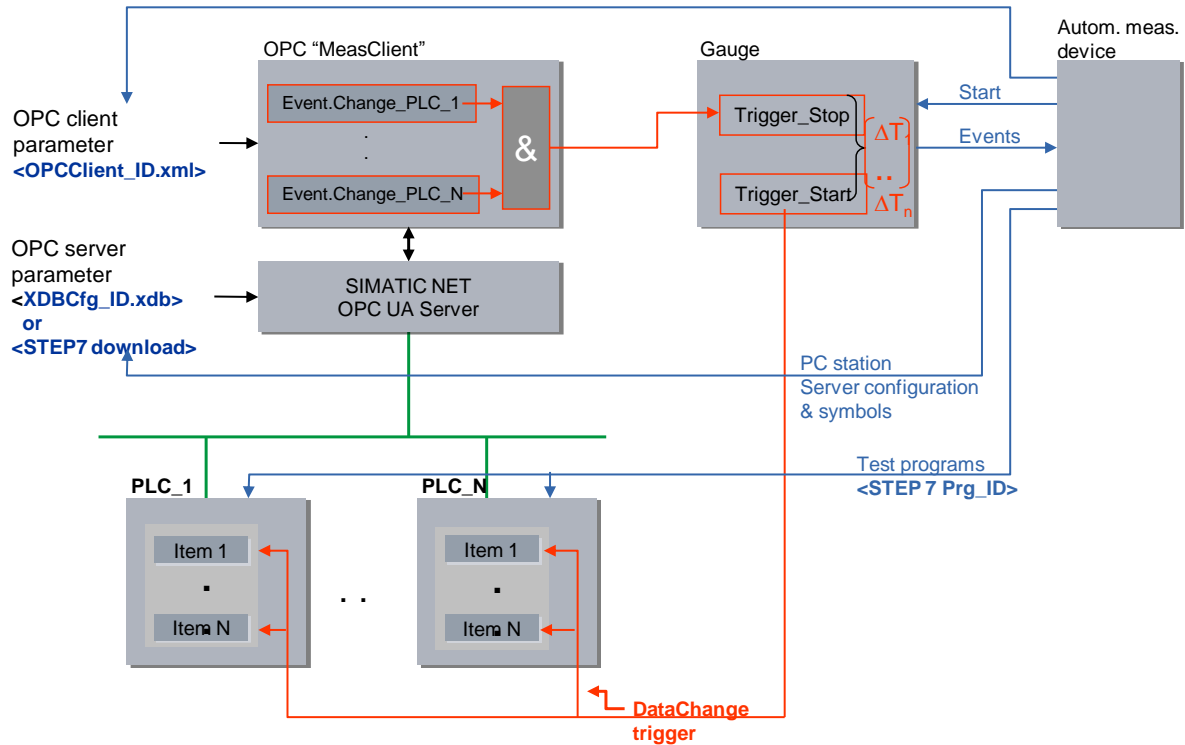 OPC “MeasClient”
Gauge
Autom. meas.
device
Event.Change_PLC_1
.
.
.
Event.Change_PLC_N
&
Trigger_Stop
Trigger_Start
ΔT1
..
ΔTn
Start
Events
OPC client
parameter
<OPCClient_ID.xml>
OPC server
parameter
<XDBCfg_ID.xdb>
or
<STEP7 download>
SIMATIC NET
OPC UA Server
PC station
Server configuration
& symbols
Test programs
<STEP 7 Prg_ID>
PLC_1
PLC_N
Item 1
.
.
Item N
. .
Item 1
.
.
Item N
DataChange
trigger